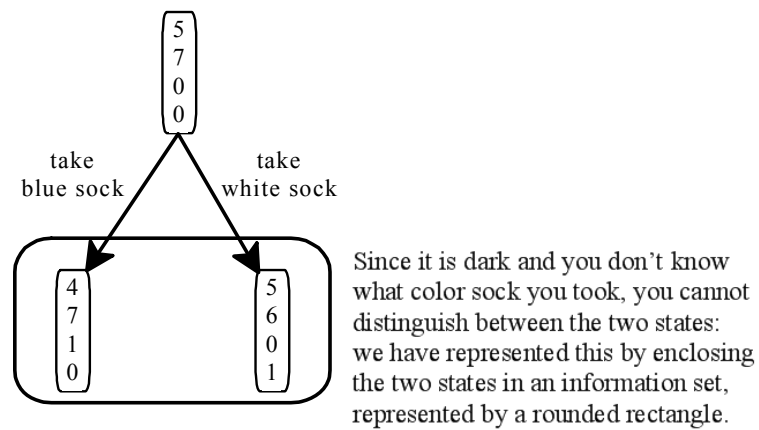 5
7
0
0
take
blue sock
take
white sock
4
7
1
0
5
6
0
1
Since it is dark and you don’t know
what color sock you took, you cannot
distinguish between the two states:
we have represented this by enclosing
the two states in an information set,
represented by a rounded rectangle.